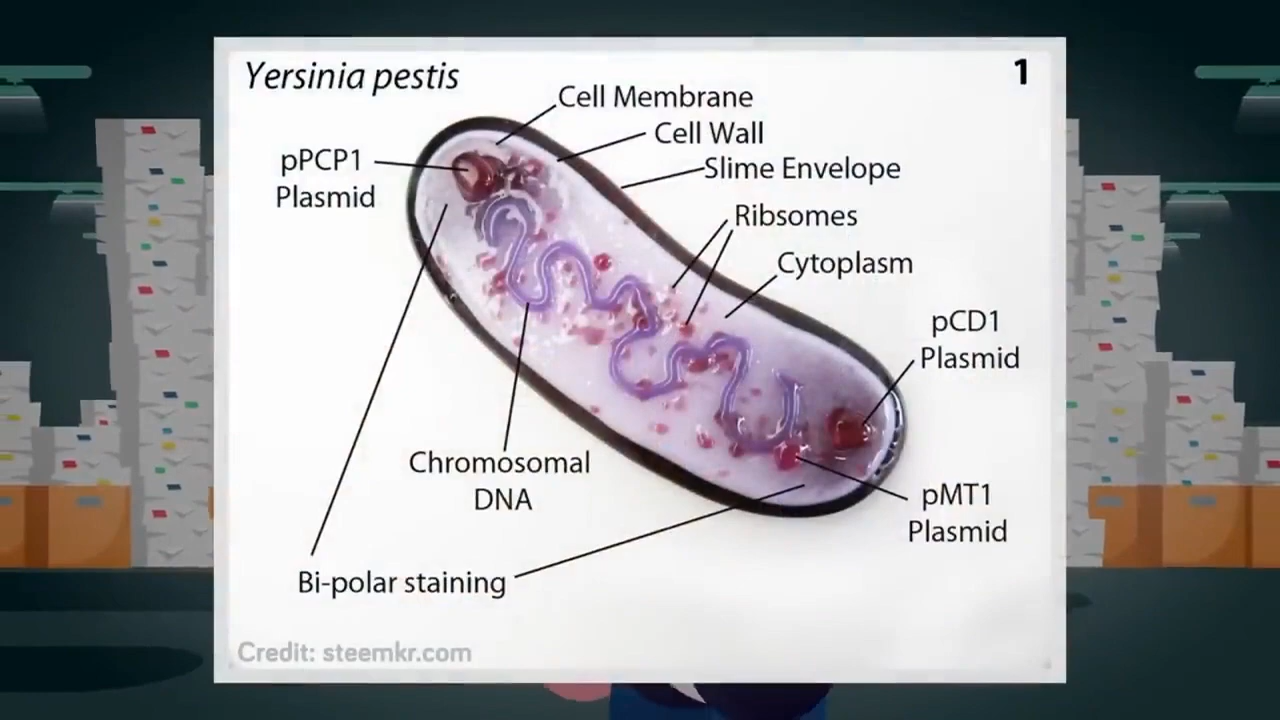 Yersinia pestis
1
Cell Membrane
Cell Wall
pPCP1
Plasmid
Slime Envelope
Ribsomes
Cytoplasm
pCD1
Plasmid
Chromosomal
DNA
pMT1
Plasmid
Bi-polar staining
Credit: steemkr.com